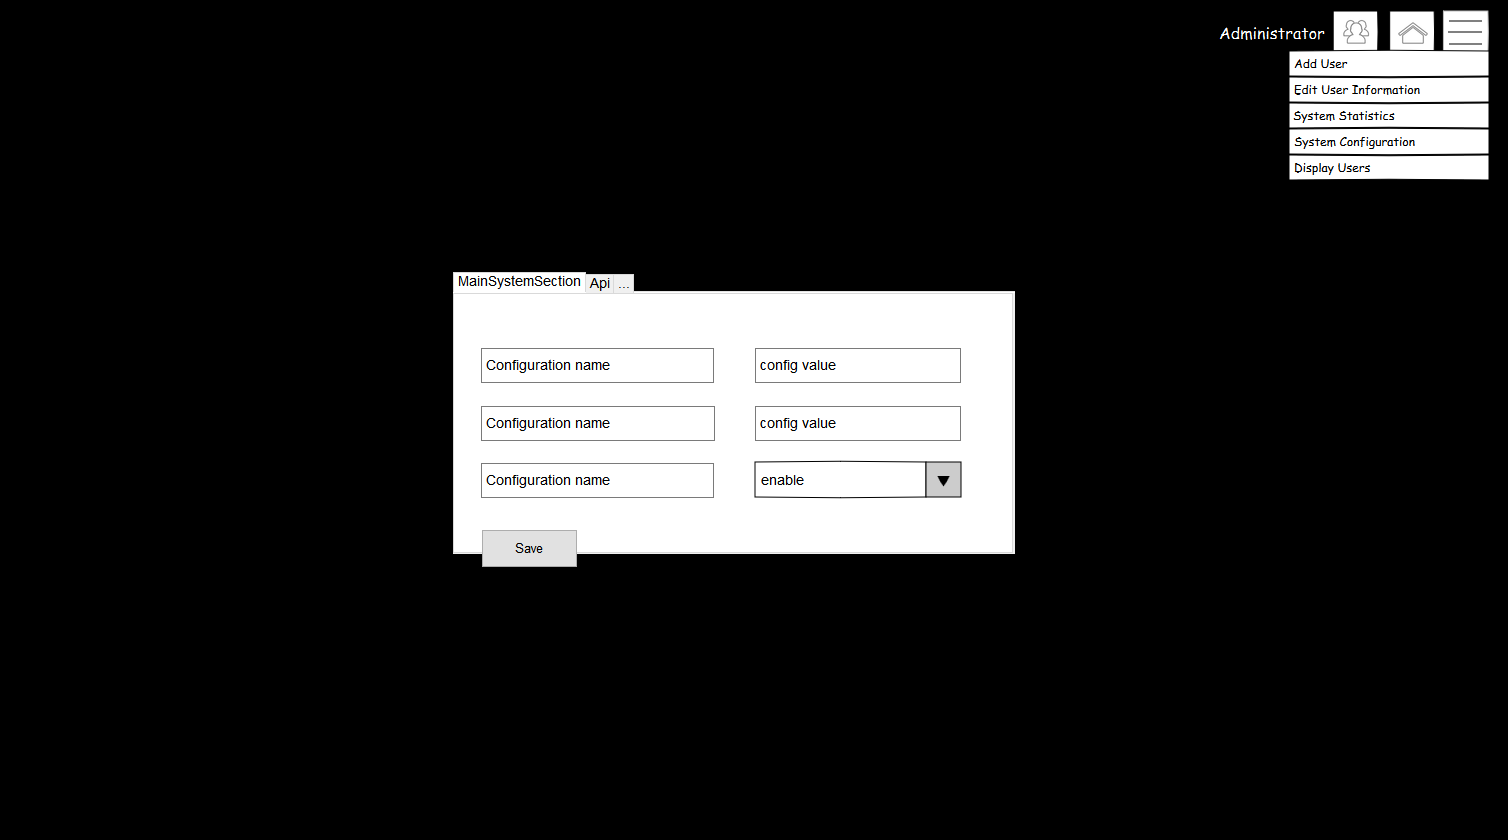 Administrator
Add User
Edit User Information
System Statistics
System Configuration
Display Users
MainSystemSection Api ...
Configuration name config value
Configuration name config value
Configuration name enable
Save